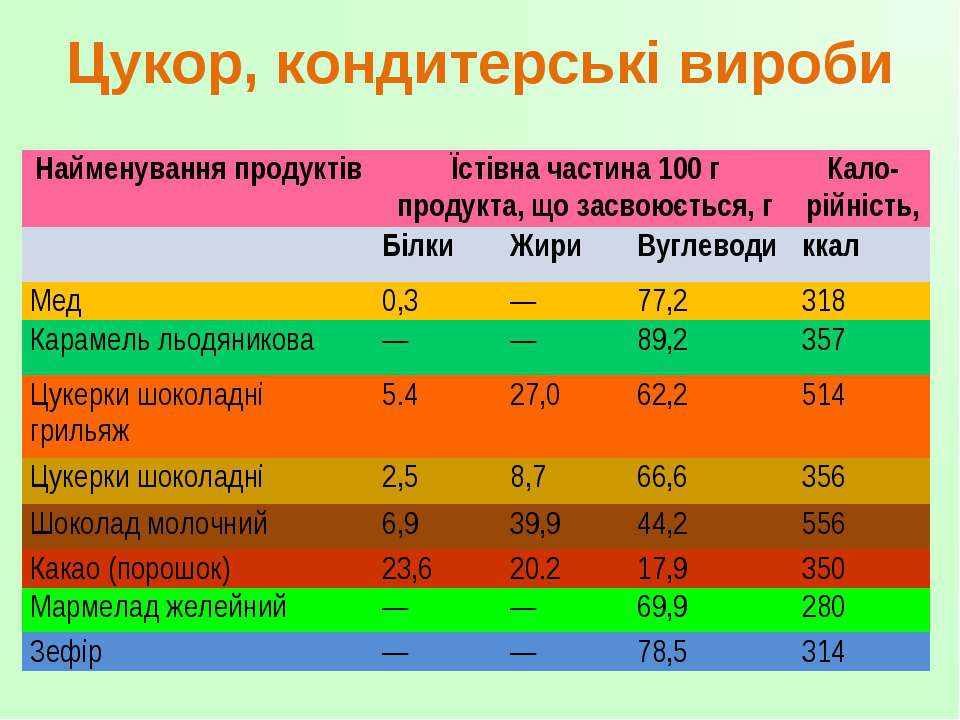 Цукор, кондитерські вироби
Найменування продуктів Їстівна частина 100 г Кало-
продукта, що засвоюється, г рійність,
Білки Жири Вуглеводи ккал
Мед 0,3 — 77,2 318
Карамель льодяникова — — 89,2 357
Цукерки шоколадні 5.4 27,0 62,2 514
грильяж
Цукерки шоколадні 2,5 8,7 66,6 356
Шоколад молочний 6,9 39,9 44,2 556
Какао (порошок) 23,6 20.2 17,9 350
Мармелад желейний — — 69,9 280
Зефір — — 78,5 314